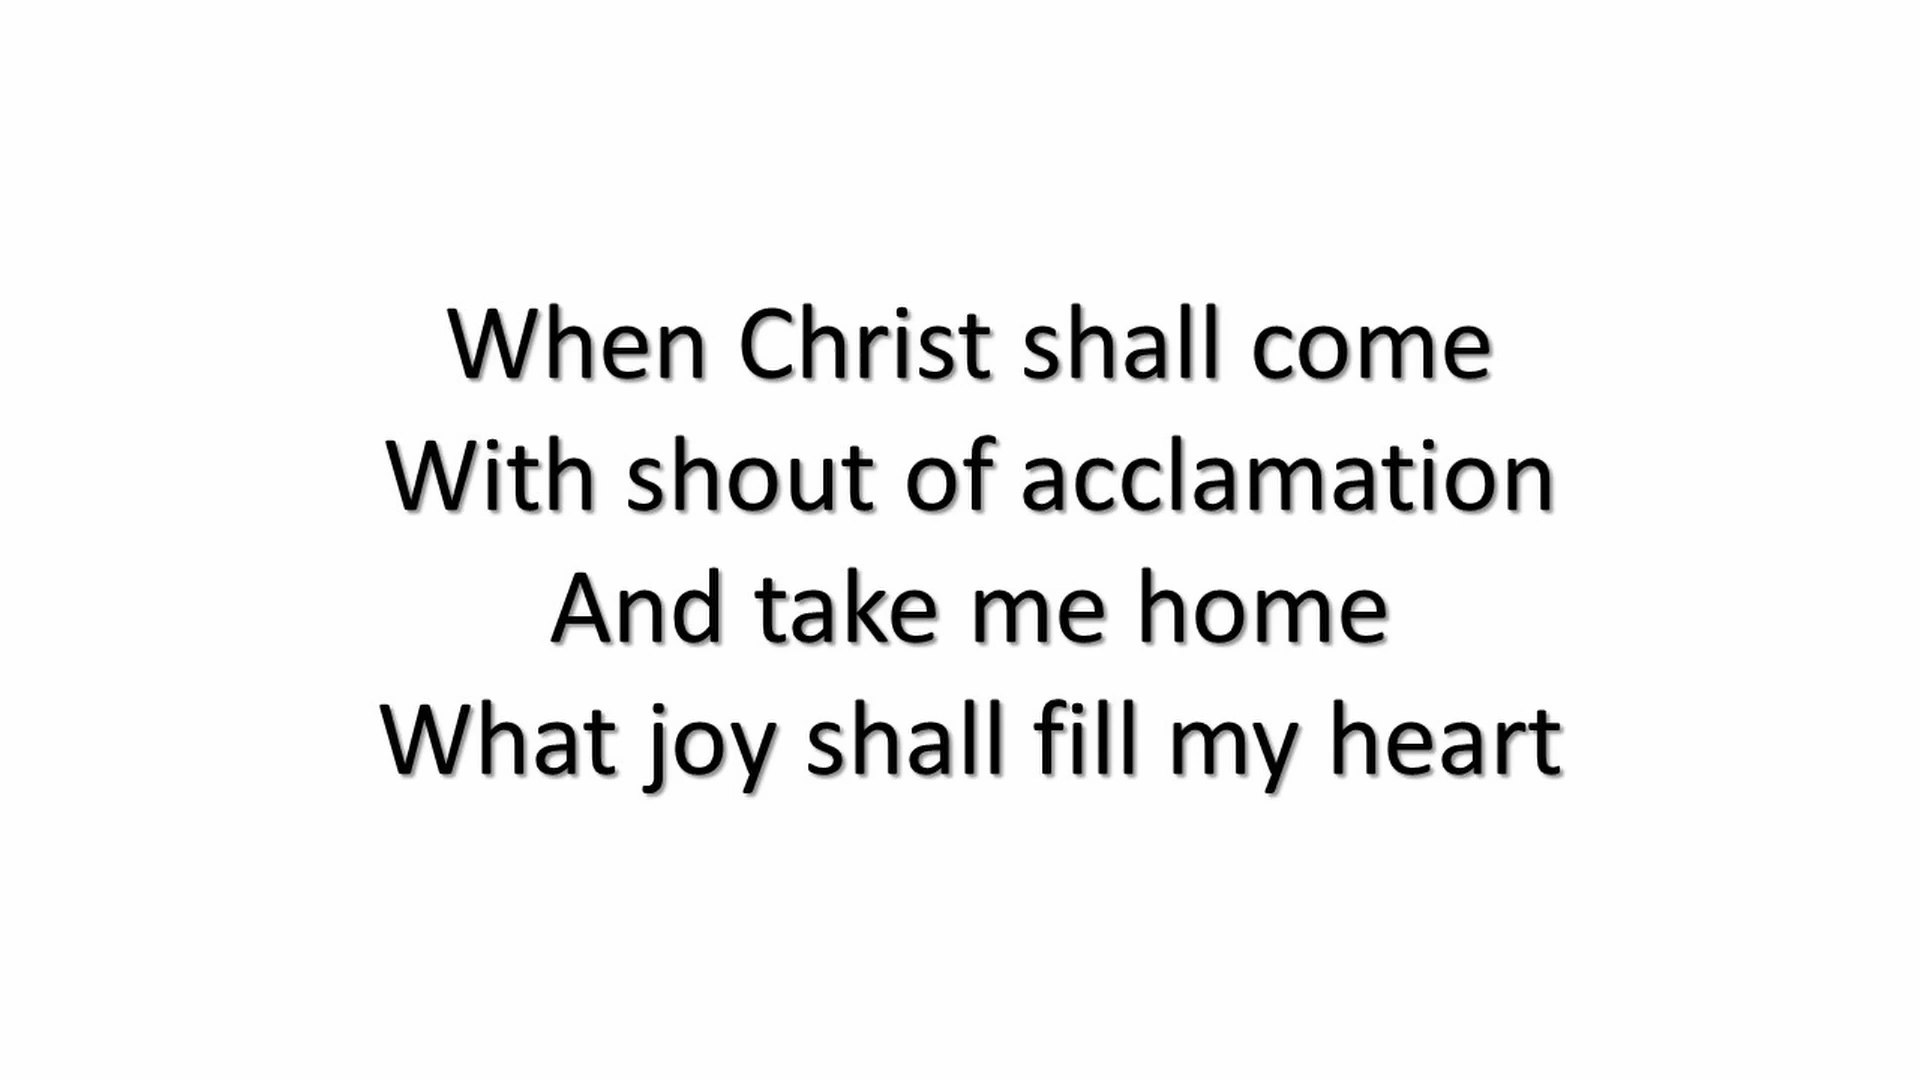 When Christ shall come
With shout of acclamation
And take me home
What joy shall fill my heart